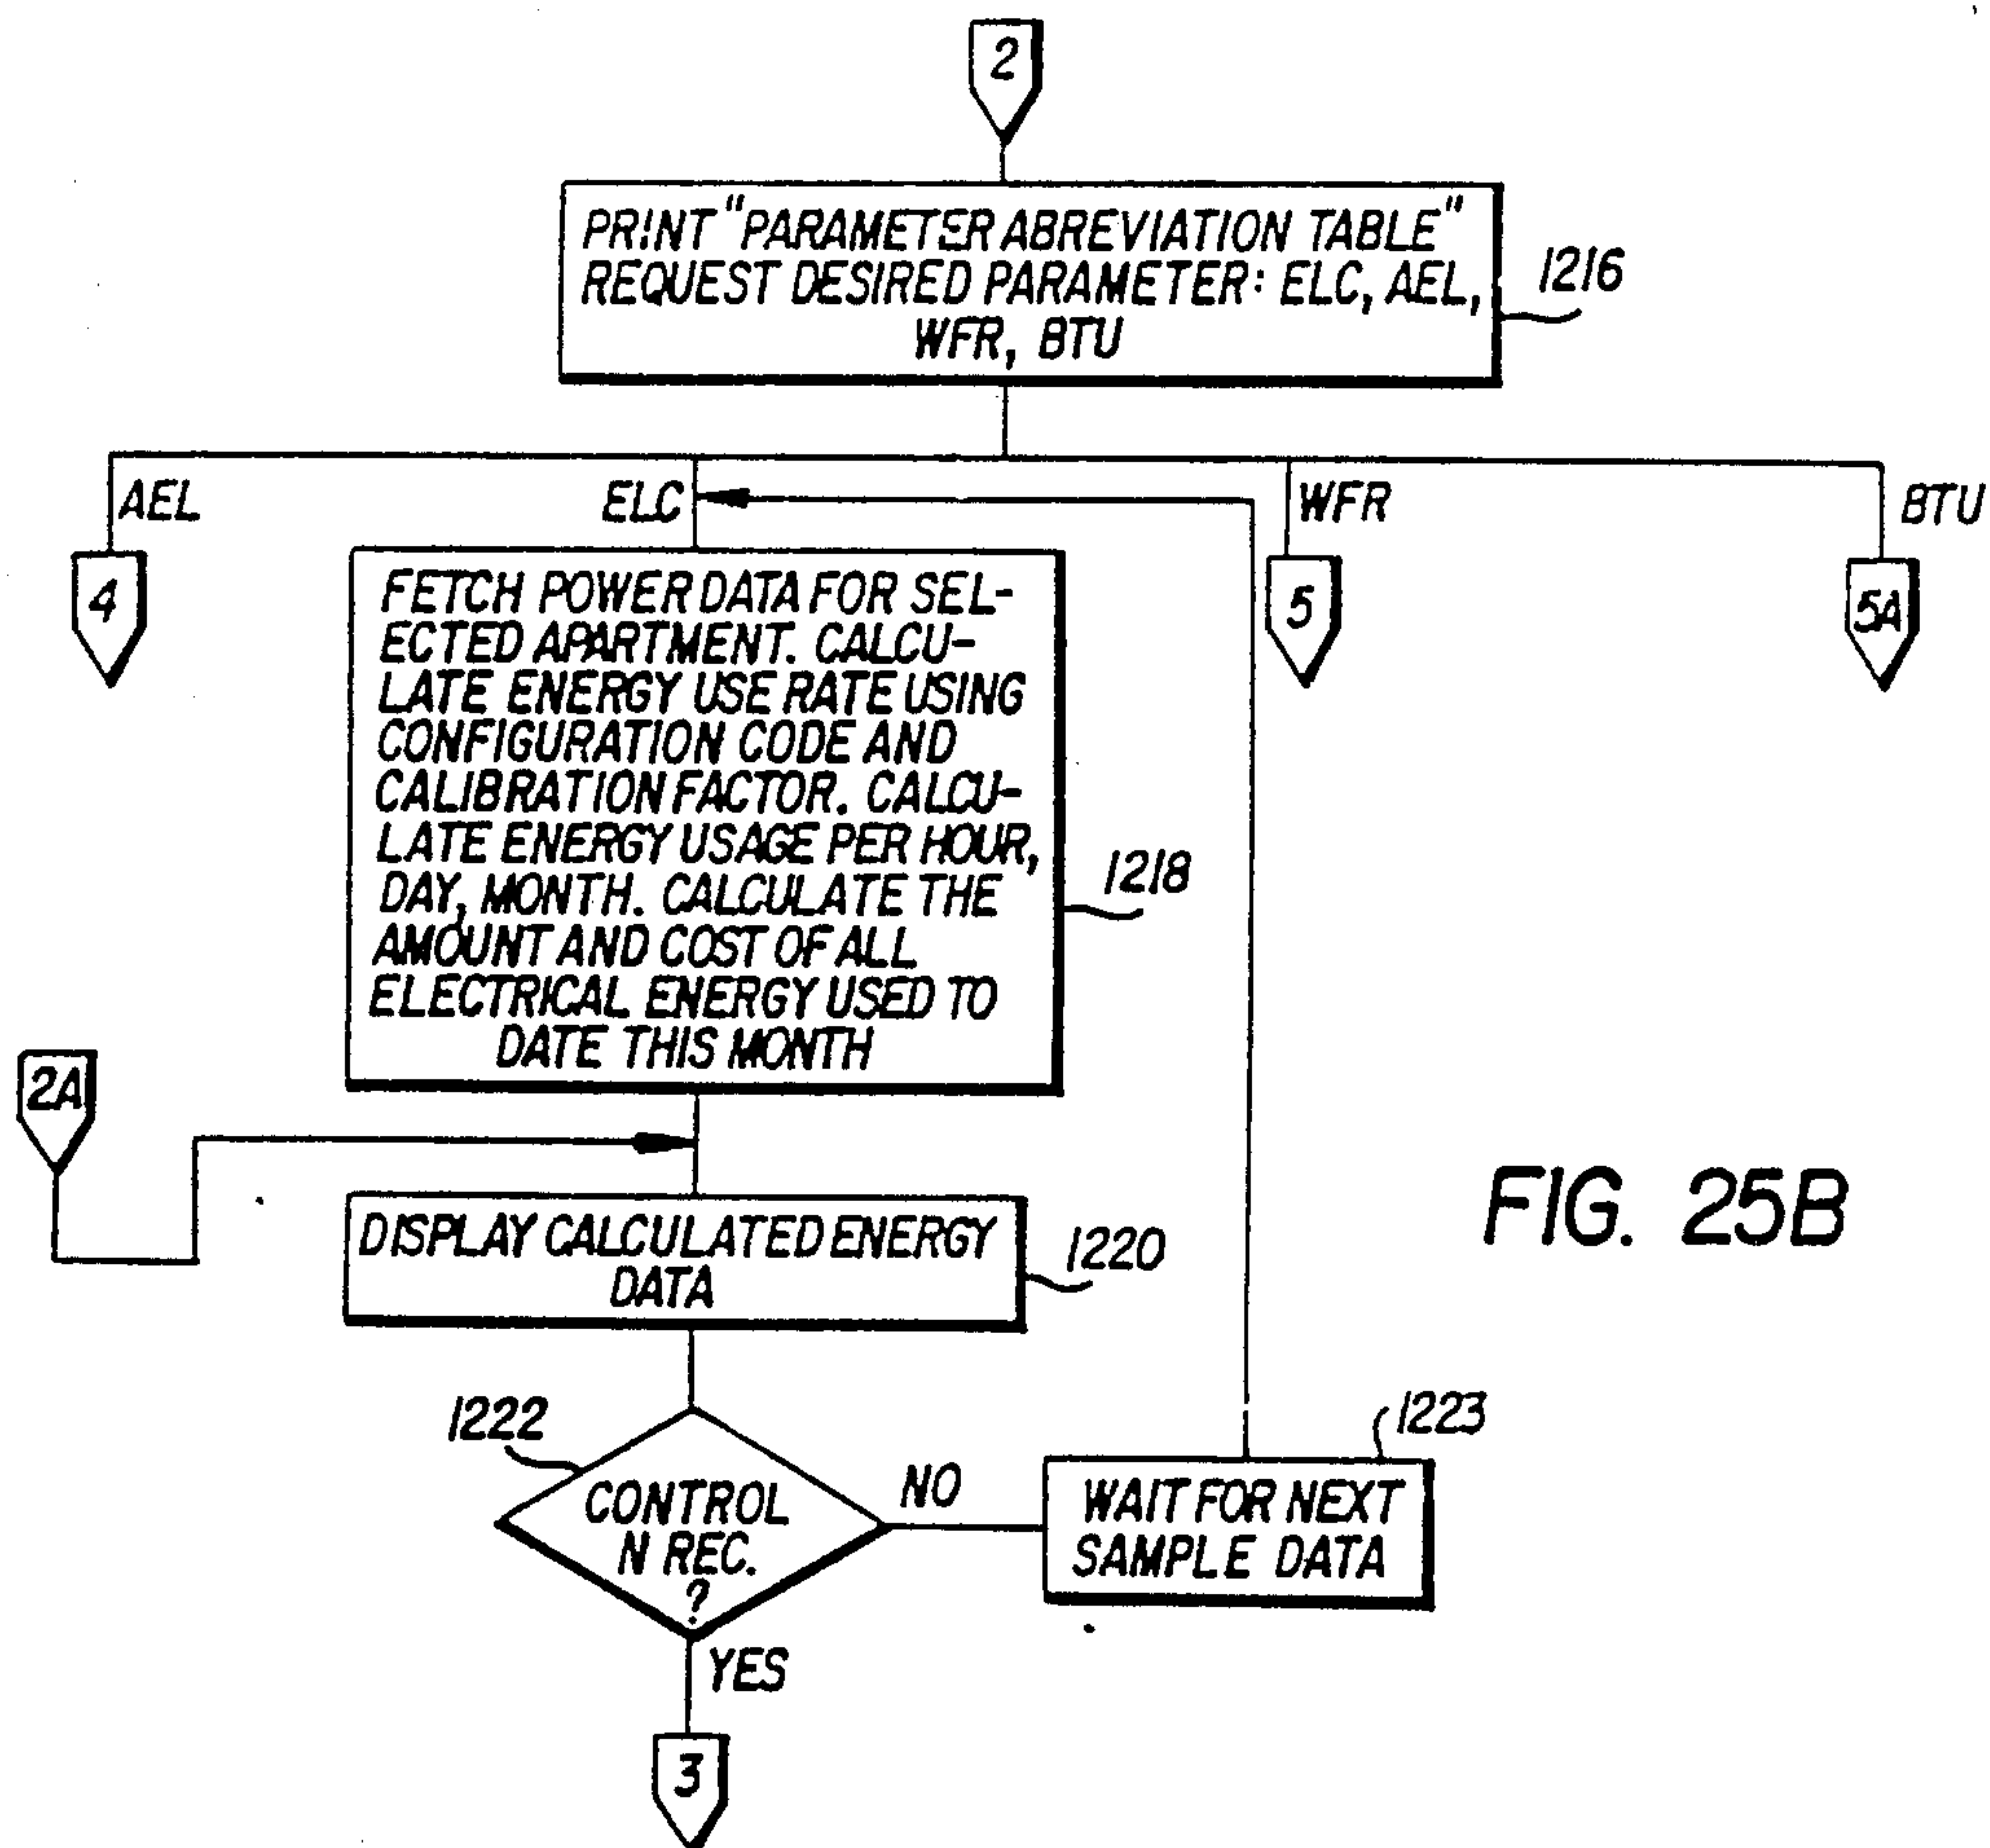 2
PRINT "PARAMETER ABREVIATION TABLE"
REQUEST DESIRED PARAMETER: ELC, AEL,
WFR, BTU
1216
AEL
ELC
WFR
BTU
4
5
5A
FETCH POWER DATA FOR SEL-
ECTED APARTMENT. CALCU-
LATE ENERGY USE RATE USING
CONFIGURATION CODE AND
CALIBRATION FACTOR. CALCU-
LATE ENERGY USAGE PER HOUR,
DAY, MONTH. CALCULATE THE
AMOUNT AND COST OF ALL
ELECTRICAL ENERGY USED TO
DATE THIS MONTH
1218
2A
DISPLAY CALCULATED ENERGY
DATA
1220
FIG. 25B
1222
CONTROL
N REC.
?
NO
1223
WAIT FOR NEXT
SAMPLE DATA
YES
3